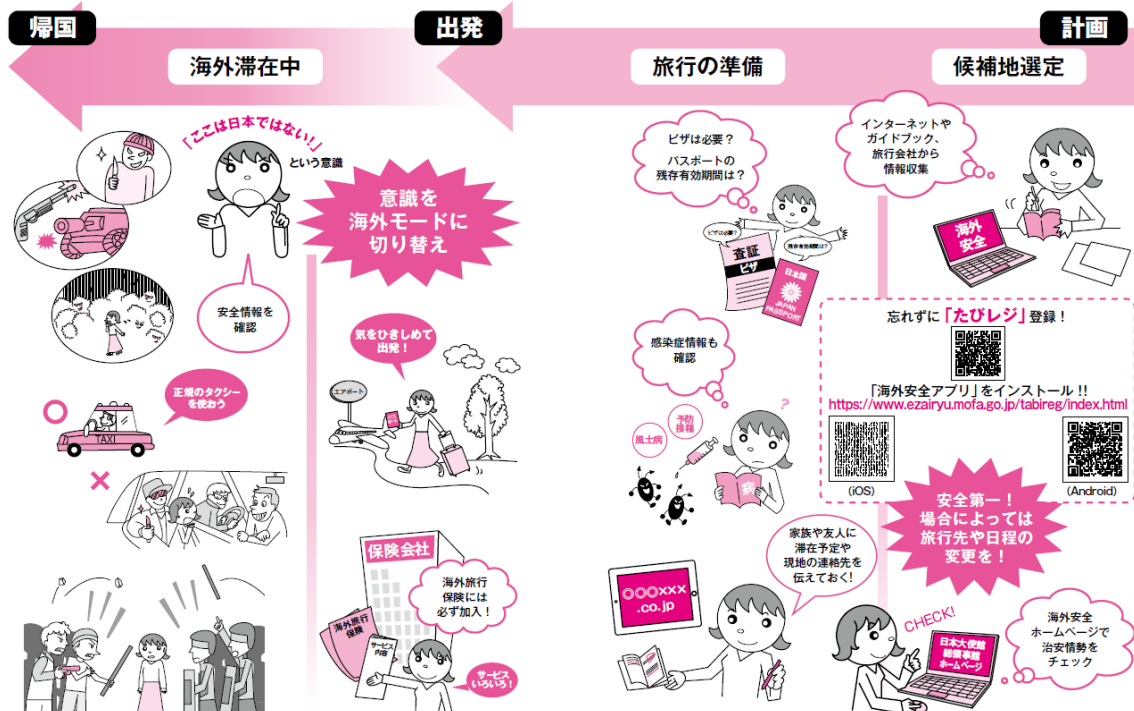 計画
出発
帰国
候補地選定
旅行の準備
海外滞在中
インターネットや
ガイドブック、
旅行会社から
情報収集
海外
安全
忘れずに「たびレジ」登録！
「海外安全アプリ」をインストール!!
https://www.ezairyu.mofa.go.jp/tabireg/index.html
(iOS)
(Android)
安全第一！
場合によっては
旅行先や日程の
変更を！
海外安全
ホームページで
治安情勢を
チェック
CHECK!
日本大使館
総領事館
ホームページ
ビザは必要？
パスポートの
残存有効期間は？
ビザは必要？
残存有効期間は？
査証
ビザ
日本国
JAPAN
PASSPORT
感染症情報も
確認
予防
接種
風土病
?
病
家族や友人に
滞在予定や
現地の連絡先を
伝えておく！
○○○×××
.co.jp
意識を
海外モードに
切り替え
気をひきしめて
出発！
エアポート
保険会社
海外旅行
保険には
必ず加入！
海外旅行
保険
サービス
内容
サービス
いろいろ！
「ここは日本ではない！」
という意識
安全情報を
確認
正規のタクシー
を使おう
TAXI